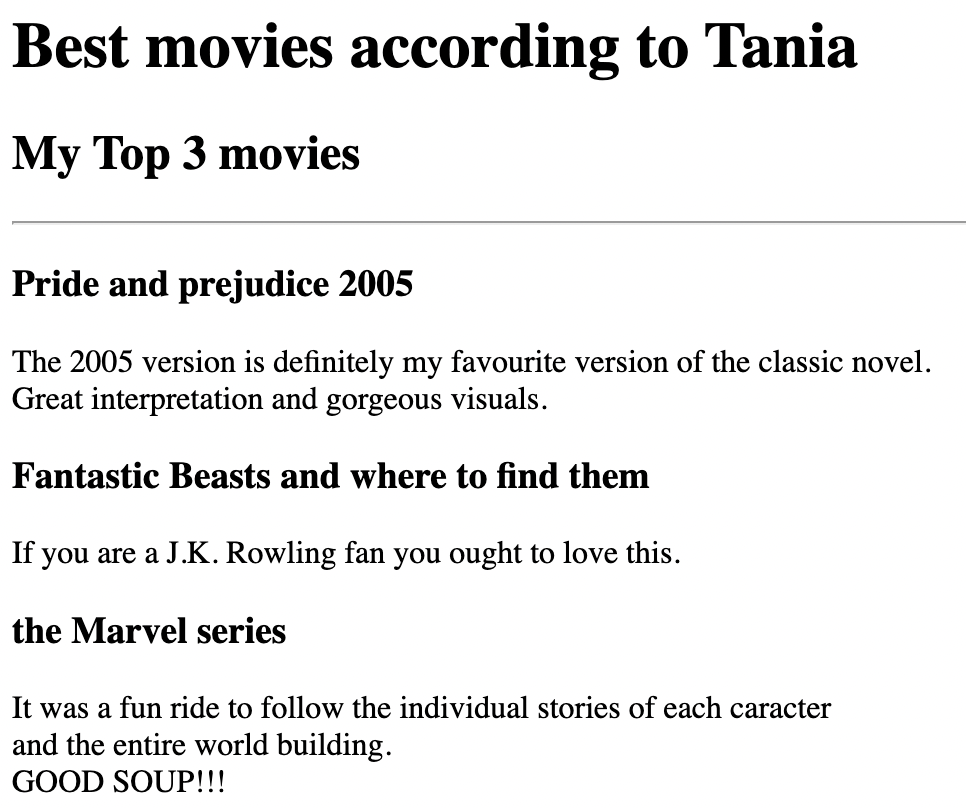 Best movies according to Tania
My Top 3 movies
Pride and prejudice 2005
The 2005 version is definitely my favourite version of the classic novel.
Great interpretation and gorgeous visuals.
Fantastic Beasts and where to find them
If you are a J.K. Rowling fan you ought to love this.
the Marvel series
It was a fun ride to follow the individual stories of each caracter
and the entire world building.
GOOD SOUP!!!